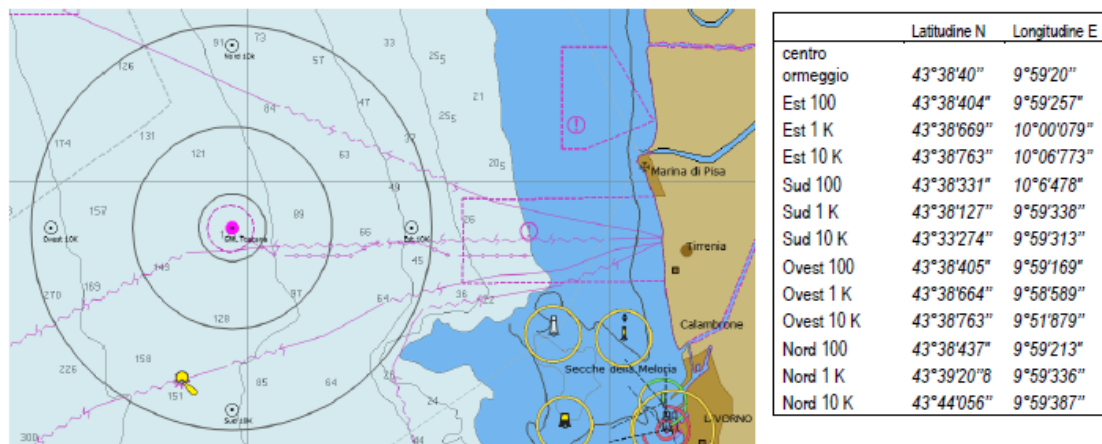 91 73 33
Nord 10k
57 25₅
126
47 21
84
25₅
174 131 37
121 63
20₅
49 Marina di Pisa
157 89 26
66
Ovest 10K Est 10K Tirrenia
143 45
169 97 64 36 22
270
128 Calambrone
158
226 64 Secche della Meloria
85
151 26
Sud 10K 24
LIVORNO
300 44
Latitudine N Longitudine E
centro
ormeggio 43°38'40" 9°59'20"
Est 100 43°38'404" 9°59'257"
Est 1 K 43°38'669" 10°00'079"
Est 10 K 43°38'763" 10°06'773"
Sud 100 43°38'331" 10°6'478"
Sud 1 K 43°38'127" 9°59'338"
Sud 10 K 43°33'274" 9°59'313"
Ovest 100 43°38'405" 9°59'169"
Ovest 1 K 43°38'664" 9°58'589"
Ovest 10 K 43°38'763" 9°51'879"
Nord 100 43°38'437" 9°59'213"
Nord 1 K 43°39'20"8 9°59'336"
Nord 10 K 43°44'056" 9°59'387"